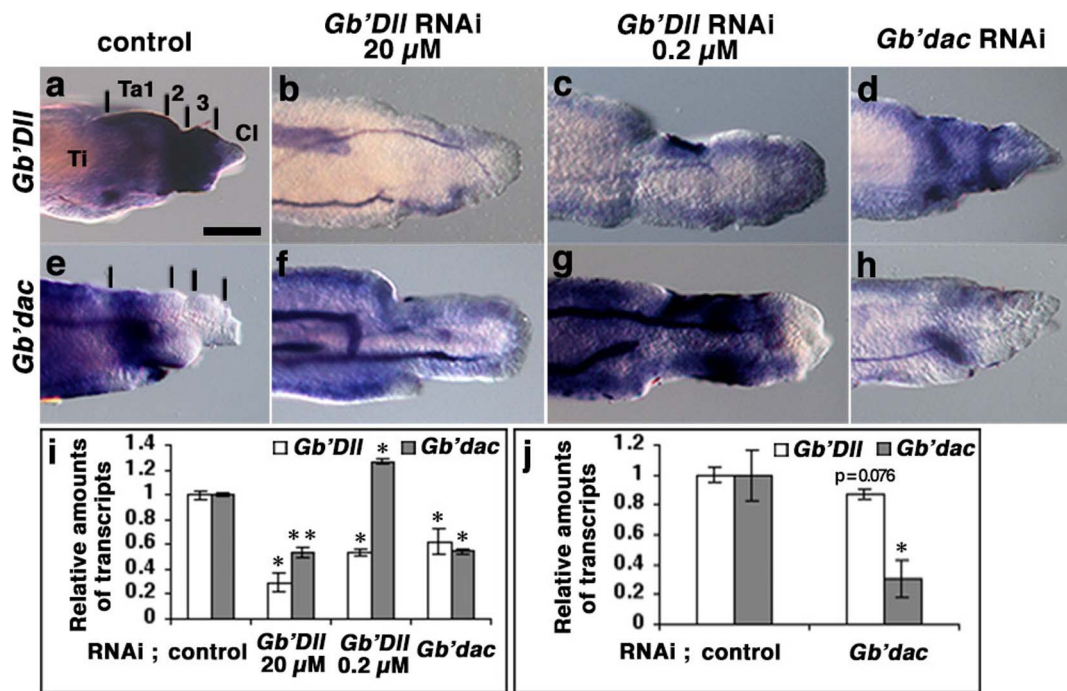 control
Gb'Dll RNAi
20 µM
Gb'Dll RNAi
0.2 µM
Gb'dac RNAi
Gb'Dll
a
Ta1 2 3
Cl
Ti
b
c
d
Gb'dac
e
f
g
h
i
Gb'Dll Gb'dac
Relative amounts
of transcripts
1.4
1.2
1
0.8
0.6
0.4
0.2
0
*
* *
*
*
*
*
RNAi ; control
Gb'Dll
20 µM
Gb'Dll
0.2 µM
Gb'dac
j
Gb'Dll Gb'dac
Relative amounts
of transcripts
1.2
1
0.8
0.6
0.4
0.2
0
p = 0.076
*
RNAi ; control
Gb'dac